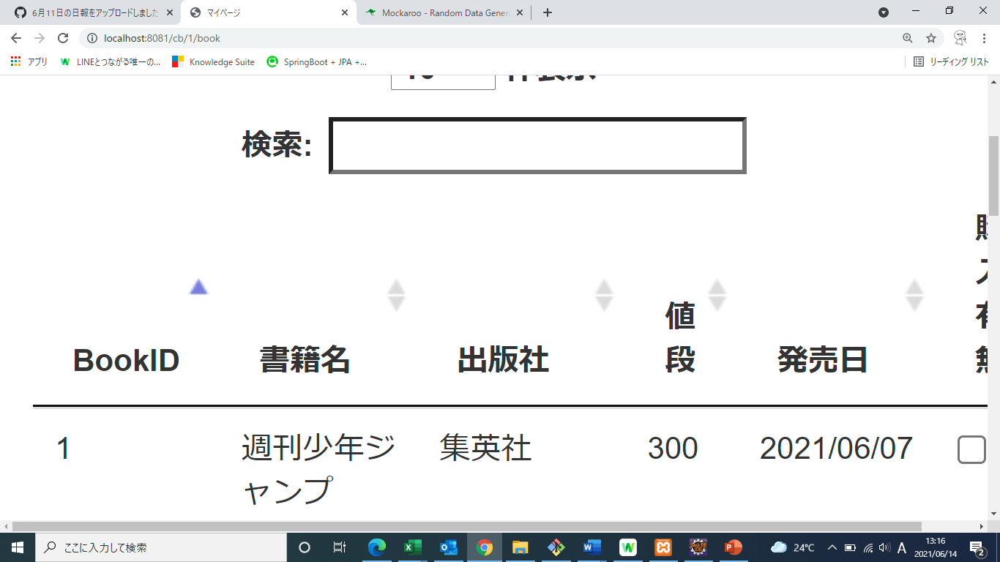 6月11日の日報をアップロードしました
マイページ
Mockaroo - Random Data Gener
localhost:8081/cb/1/book
アプリ
LINEとつながる唯一の...
Knowledge Suite
SpringBoot + JPA +...
リーディング リスト
検索:
BookID
書籍名
出版社
値
段
発売日
1
週刊少年ジ
ャンプ
集英社
300
2021/06/07
ここに入力して検索
24℃
A
13:16
2021/06/14
2